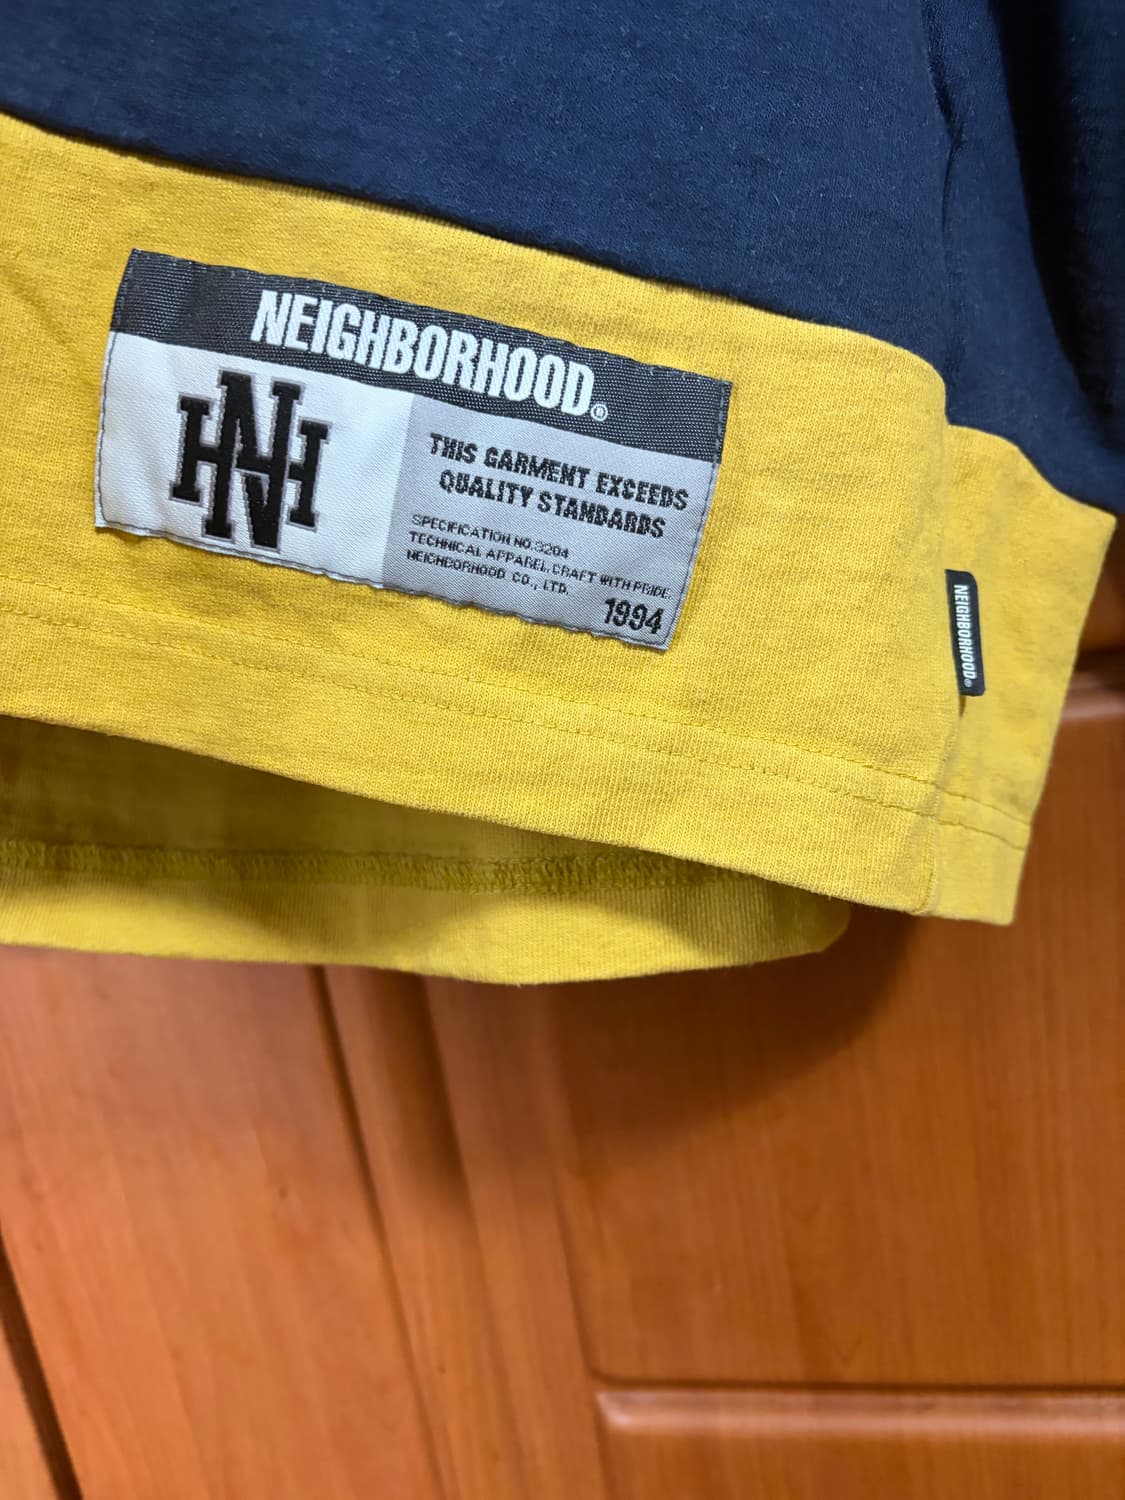 NEIGHBORHOOD®
NH
THIS GARMENT EXCEEDS
QUALITY STANDARDS
SPECIFICATION NO.3204
TECHNICAL APPAREL.CRAFT WITH PRIDE.
NEIGHBORHOOD CO., LTD.
1994
NEIGHBORHOOD®